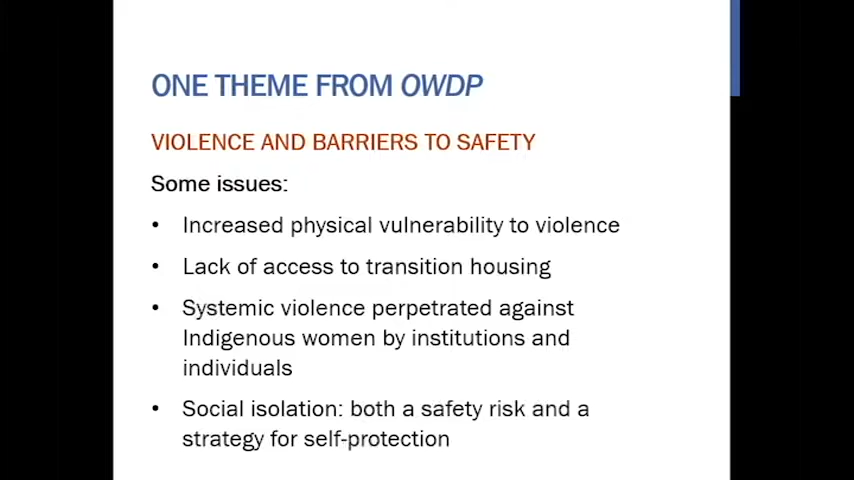 ONE THEME FROM OWDP
VIOLENCE AND BARRIERS TO SAFETY
Some issues:
• Increased physical vulnerability to violence
• Lack of access to transition housing
• Systemic violence perpetrated against
Indigenous women by institutions and
individuals
• Social isolation: both a safety risk and a
strategy for self-protection